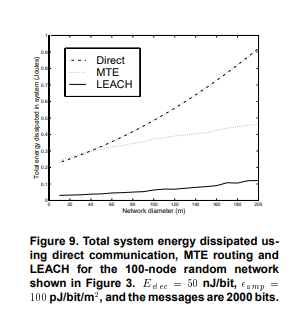 1
0.9
0.8
0.7
0.6
0.5
0.4
0.3
0.2
0.1
0
Total energy dissipated in system (Joules)
Direct
MTE
LEACH
0 20 40 60 80 100 120 140 160 180 200
Network diameter (m)
Figure 9. Total system energy dissipated us-
ing direct communication, MTE routing and
LEACH for the 100-node random network
shown in Figure 3. E_elec = 50 nJ/bit, ϵ_amp =
100 pJ/bit/m², and the messages are 2000 bits.